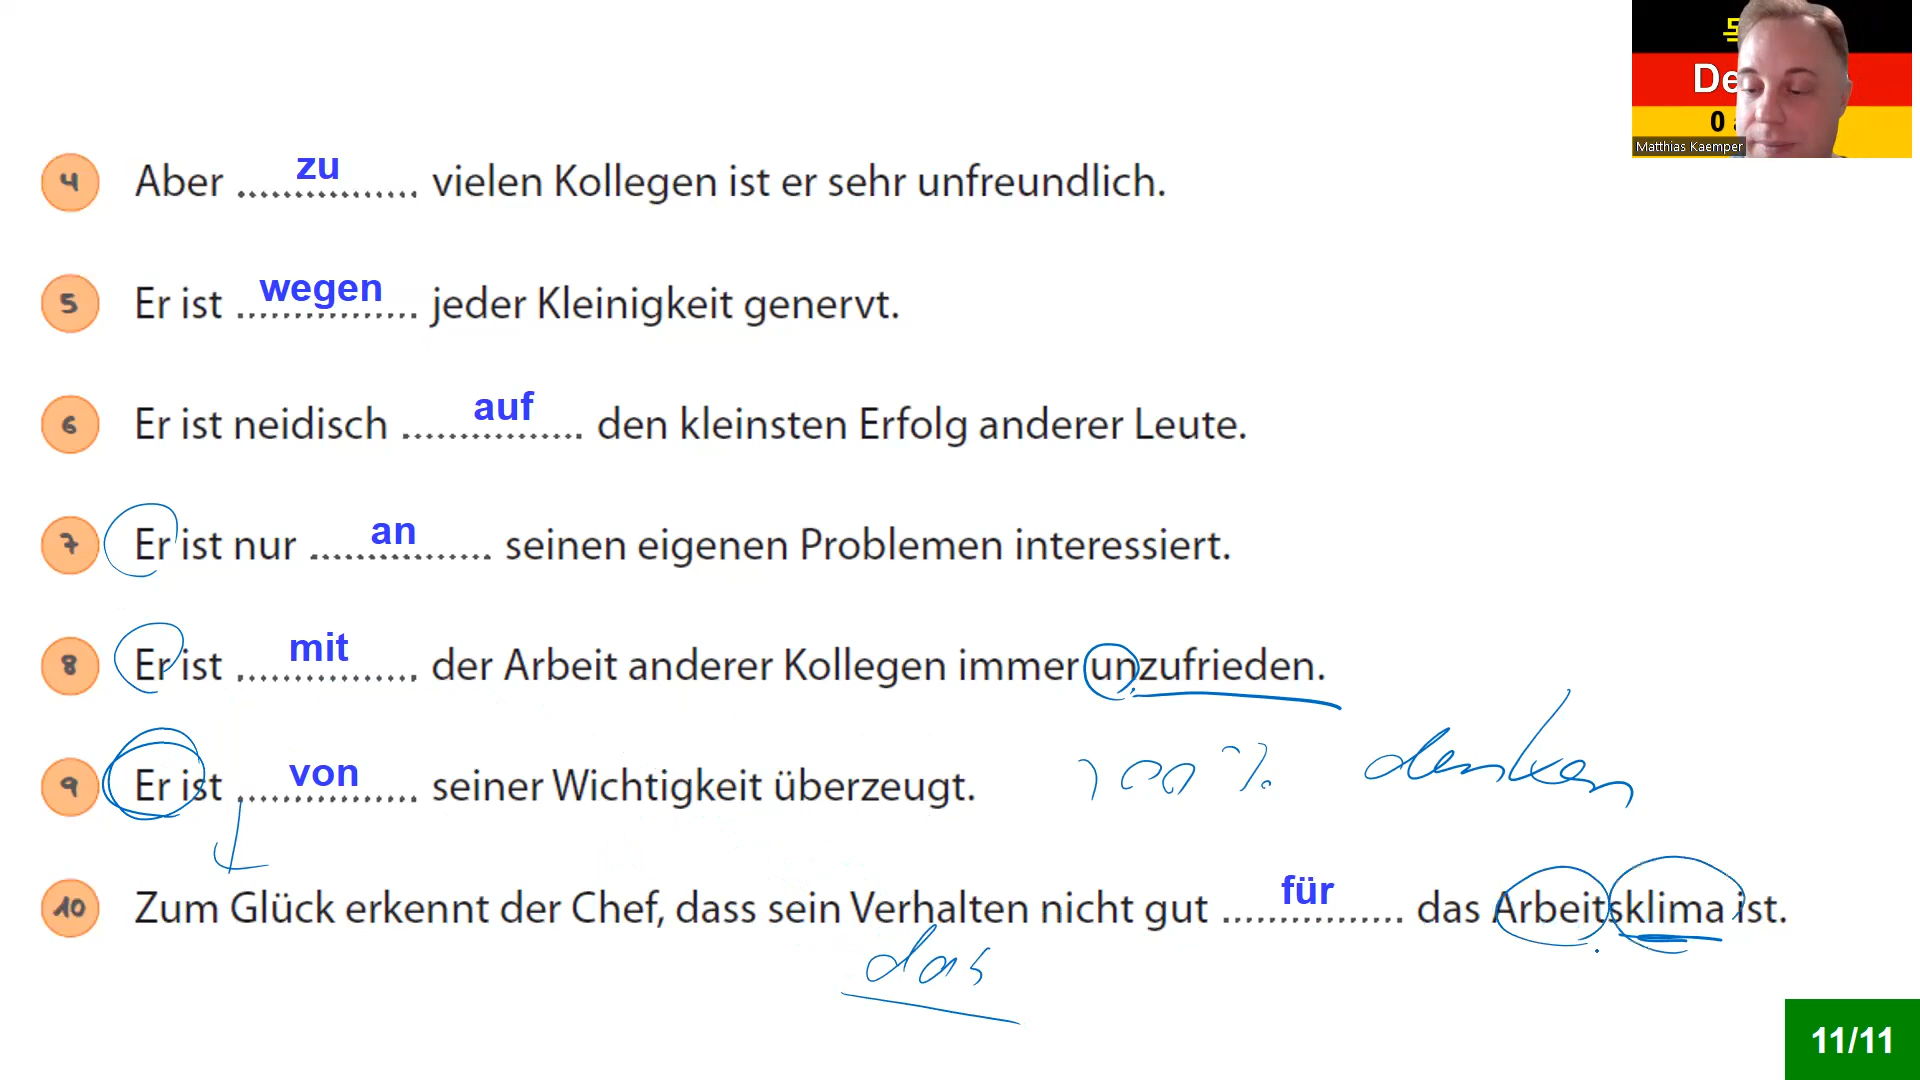 De
0
Matthias Kaemper
4 Aber zu vielen Kollegen ist er sehr unfreundlich.
5 Er ist wegen jeder Kleinigkeit genervt.
6 Er ist neidisch auf den kleinsten Erfolg anderer Leute.
7 Er ist nur an seinen eigenen Problemen interessiert.
8 Er ist mit der Arbeit anderer Kollegen immer unzufrieden.
9 Er ist von seiner Wichtigkeit überzeugt. 100% denken
10 Zum Glück erkennt der Chef, dass sein Verhalten nicht gut für das Arbeitsklima ist.
das
11/11